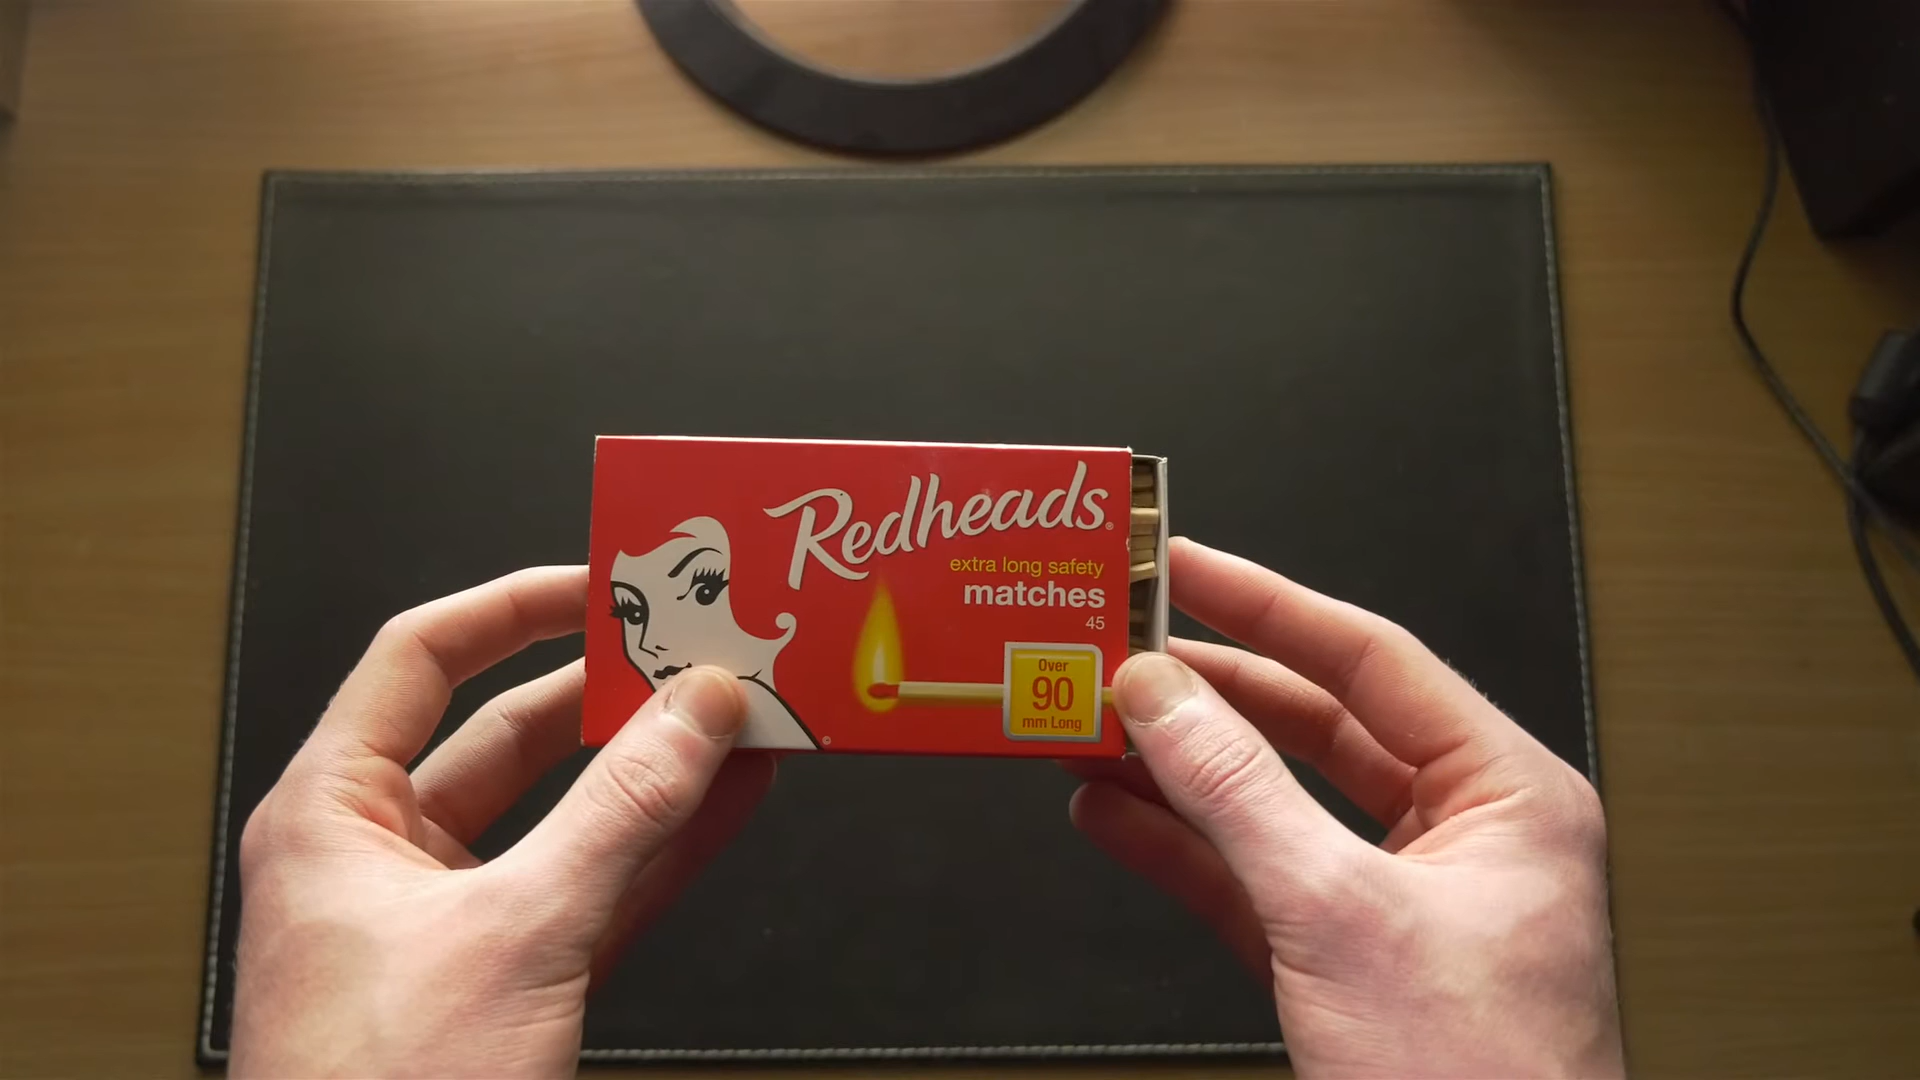 Redheads®
extra long safety
matches
45
Over
90
mm Long
©